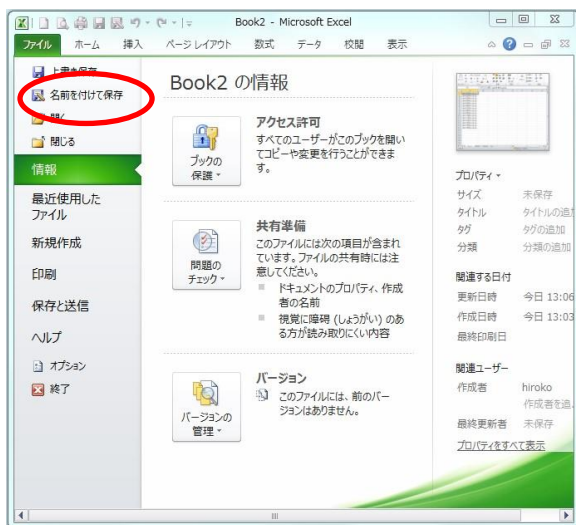 Book2 - Microsoft Excel
ファイル ホーム 挿入 ページ レイアウト 数式 データ 校閲 表示
上書き保存
名前を付けて保存
開く
閉じる
情報
最近使用した
ファイル
新規作成
印刷
保存と送信
ヘルプ
オプション
終了
Book2 の情報
ブックの
保護
アクセス許可
すべてのユーザーがこのブックを開い
てコピーや変更を行うことができま
す。
問題の
チェック
共有準備
このファイルには次の項目が含まれ
ています。ファイルの共有時には注
意してください。
ドキュメントのプロパティ、作成
者の名前
視覚に障碍 (しょうがい) のあ
る方が読み取りにくい内容
バージョンの
管理
バージョン
このファイルには、前のバー
ジョンはありません。
プロパティ
サイズ 未保存
タイトル タイトルの追加
タグ タグの追加
分類 分類の追加
関連する日付
更新日時 今日 13:06
作成日時 今日 13:03
最終印刷日
関連ユーザー
作成者 hiroko
作成者を追
最終更新者 未保存
プロパティをすべて表示